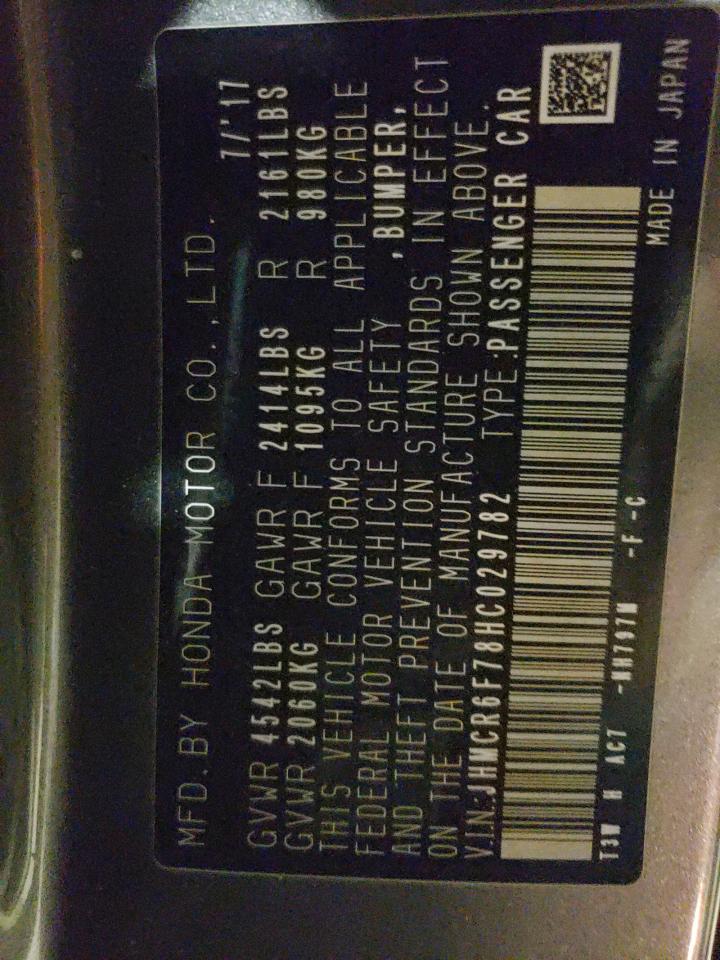 MFD. BY HONDA MOTOR CO., LTD. 7/'17
GVWR 4542LBS GAWR F 2414LBS R 2161LBS
GVWR 2060KG GAWR F 1095KG R 980KG
THIS VEHICLE CONFORMS TO ALL APPLICABLE
FEDERAL MOTOR VEHICLE SAFETY ,BUMPER,
AND THEFT PREVENTION STANDARDS IN EFFECT
ON THE DATE OF MANUFACTURE SHOWN ABOVE.
V.I.N:JHMCR6F78HC029782 TYPE:PASSENGER CAR
T3W H AC7 -NH797M -F -C MADE IN JAPAN